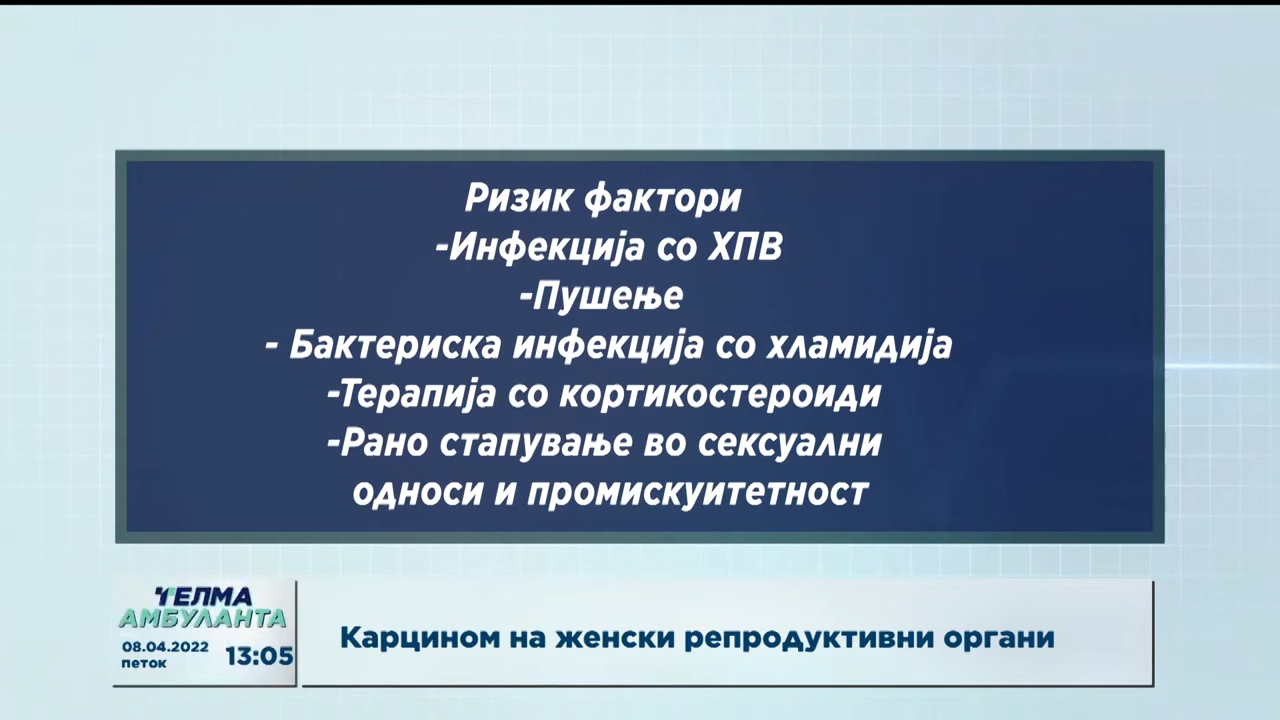 Ризик фактори
-Инфекција со ХПВ
-Пушење
- Бактериска инфекција со хламидија
-Терапија со кортикостероиди
-Рано стапување во сексуални
односи и промискуитетност
ТЕЛМА
АМБУЛАНТА
08.04.2022
петок
13:05
Карцином на женски репродуктивни органи